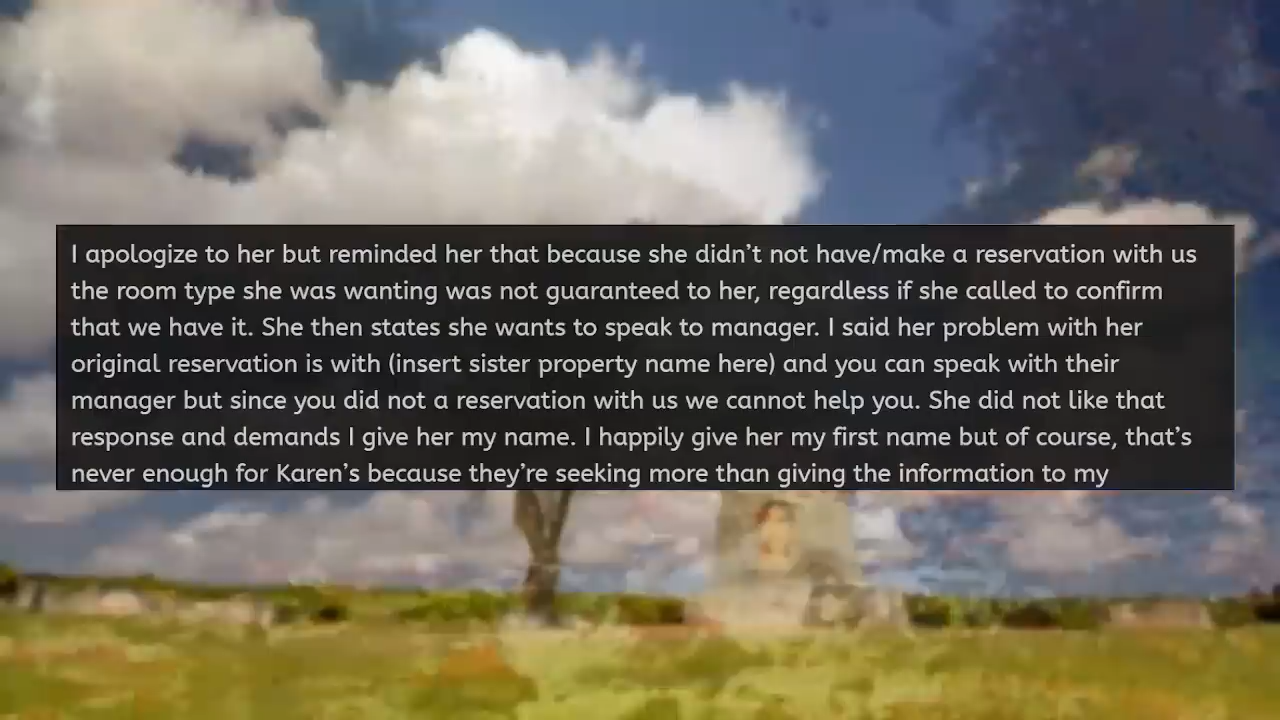 I apologize to her but reminded her that because she didn’t not have/make a reservation with us
the room type she was wanting was not guaranteed to her, regardless if she called to confirm
that we have it. She then states she wants to speak to manager. I said her problem with her
original reservation is with (insert sister property name here) and you can speak with their
manager but since you did not a reservation with us we cannot help you. She did not like that
response and demands I give her my name. I happily give her my first name but of course, that’s
never enough for Karen’s because they’re seeking more than giving the information to my